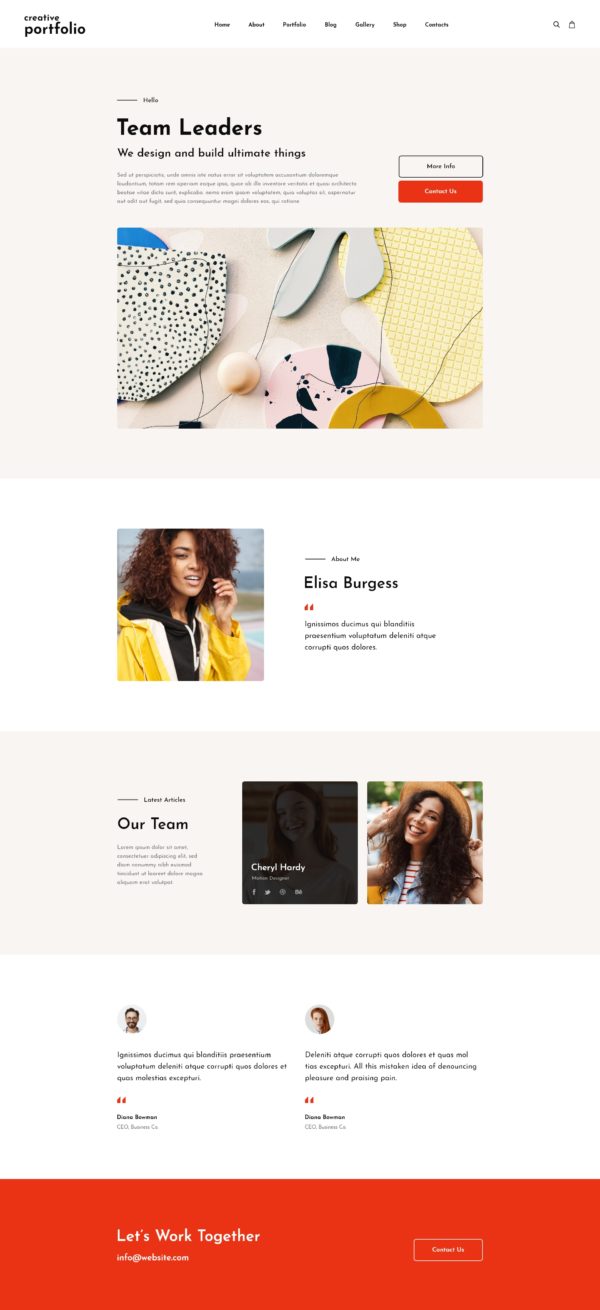 creative
portfolio
Home About Portfolio Blog Gallery Shop Contacts
Hello
Team Leaders
We design and build ultimate things
Sed ut perspiciatis, unde omnis iste natus error sit voluptatem accusantium doloremque
laudantium, totam rem aperiam eaque ipsa, quae ab illo inventore veritatis et quasi architecto
beatae vitae dicta sunt, explicabo. nemo enim ipsam voluptatem, quia voluptas sit, aspernatur
aut odit aut fugit, sed quia consequuntur magni dolores eos, qui ratione
More Info
Contact Us
About Me
Elisa Burgess
Ignissimos ducimus qui blanditiis
praesentium voluptatum deleniti atque
corrupti quos dolores.
Latest Articles
Our Team
Lorem ipsum dolor sit amet,
consectetuer adipiscing elit, sed
diam nonummy nibh euismod
tincidunt ut laoreet dolore magna
aliquam erat volutpat.
Cheryl Hardy
Motion Designer
Ignissimos ducimus qui blanditiis praesentium
voluptatum deleniti atque corrupti quos dolores et
quas molestias excepturi.
Diana Bowman
CEO, Business Co.
Deleniti atque corrupti quos dolores et quas mol
tias excepturi. All this mistaken idea of denouncing
pleasure and praising pain.
Diana Bowman
CEO, Business Co.
Let's Work Together
info@website.com
Contact Us